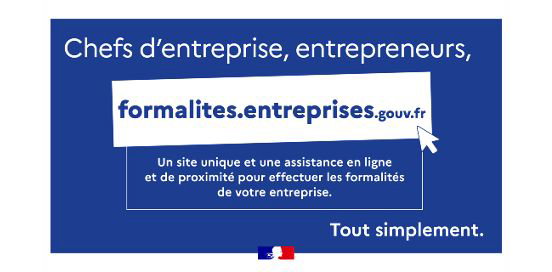 Chefs d’entreprise, entrepreneurs,
formalites.entreprises.gouv.fr
Un site unique et une assistance en ligne
et de proximité pour effectuer les formalités
de votre entreprise.
Tout simplement.